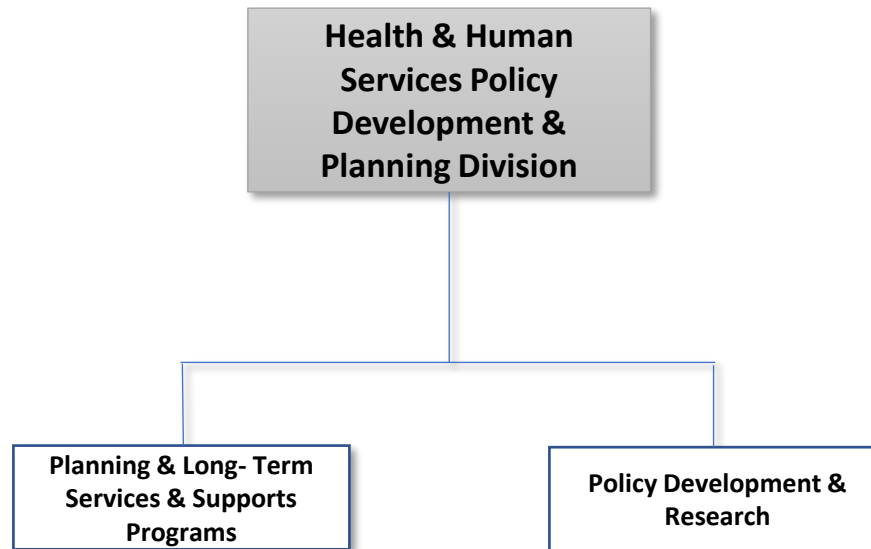 Health & Human
Services Policy
Development &
Planning Division
Planning & Long- Term
Services & Supports
Programs
Policy Development &
Research